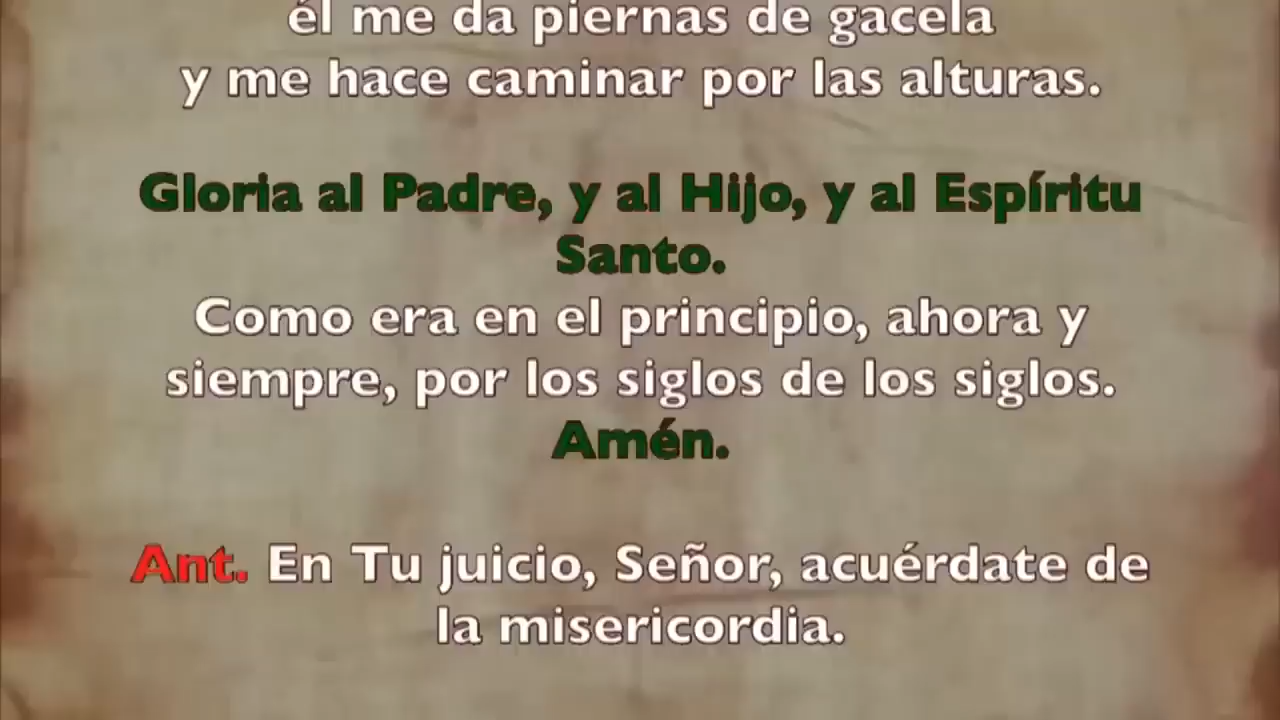 él me da piernas de gacela
y me hace caminar por las alturas.
Gloria al Padre, y al Hijo, y al Espíritu
Santo.
Como era en el principio, ahora y
siempre, por los siglos de los siglos.
Amén.
Ant. En Tu juicio, Señor, acuérdate de
la misericordia.